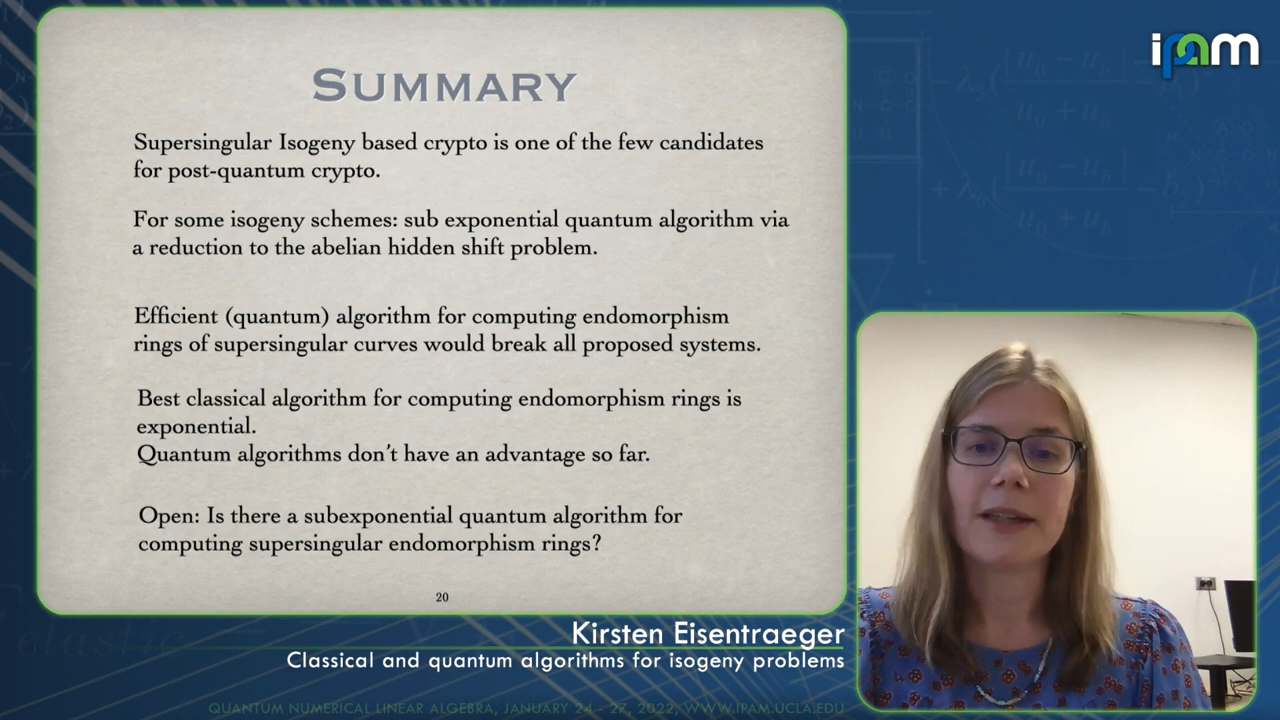 SUMMARY
Supersingular Isogeny based crypto is one of the few candidates
for post-quantum crypto.
For some isogeny schemes: sub exponential quantum algorithm via
a reduction to the abelian hidden shift problem.
Efficient (quantum) algorithm for computing endomorphism
rings of supersingular curves would break all proposed systems.
Best classical algorithm for computing endomorphism rings is
exponential.
Quantum algorithms don't have an advantage so far.
Open: Is there a subexponential quantum algorithm for
computing supersingular endomorphism rings?
20
ipam
Kirsten Eisentraeger
Classical and quantum algorithms for isogeny problems
QUANTUM NUMERICAL LINEAR ALGEBRA, JANUARY 24 - 27, 2022, WWW.IPAM.UCLA.EDU